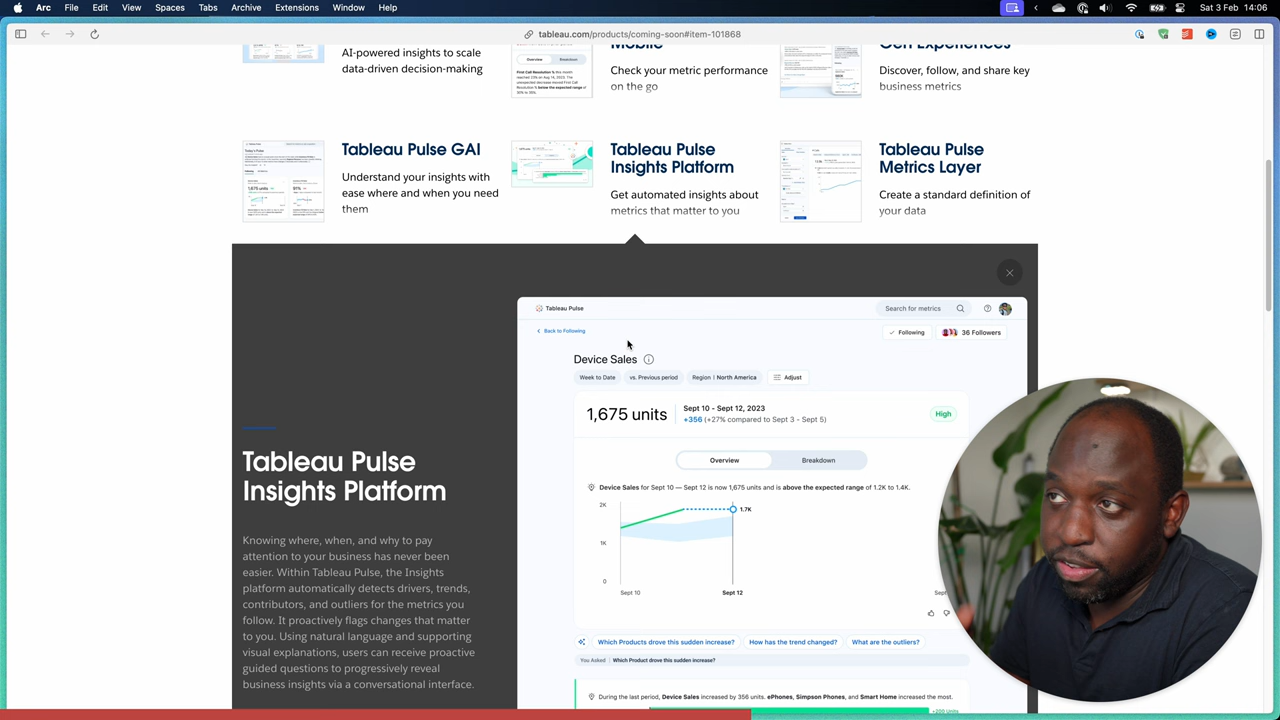 Arc File Edit View Spaces Tabs Archive Extensions Window Help
Sat 3
tableau.com/products/coming-soon#item-101868
AI-powered insights to scale
data-driven decision-making
Mobile
Check your metric performance
on the go
Gen Experiences
Discover, follow, and share key
business metrics
Overview Breakdown
Tableau Pulse GAI
Understand your insights with
ease where and when you need
them
Tableau Pulse
Insights Platform
Get automated insights about
metrics that matter to you
Tableau Pulse
Metrics Layer
Create a standard definition of
your data
Tableau Pulse
Insights Platform
Knowing where, when, and why to pay
attention to your business has never been
easier. Within Tableau Pulse, the Insights
platform automatically detects drivers, trends,
contributors, and outliers for the metrics you
follow. It proactively flags changes that matter
to you. Using natural language and supporting
visual explanations, users can receive proactive
guided questions to progressively reveal
business insights via a conversational interface.
Tableau Pulse
Search for metrics
Back to Following
Following
36 Followers
Device Sales
Week to Date vs. Previous period Region | North America Adjust
1,675 units
Sept 10 - Sept 12, 2023
+356 (+27% compared to Sept 3 - Sept 5)
High
Overview Breakdown
Device Sales for Sept 10 — Sept 12 is now 1,675 units and is above the expected range of 1.2K to 1.4K.
2K
1.7K
1K
0
Sept 10 Sept 12 Sept
Which Products drove this sudden increase? How has the trend changed? What are the outliers?
You Asked | Which Product drove this sudden increase?
During the last period, Device Sales increased by 356 units. ePhones, Simpson Phones, and Smart Home increased the most.
+200 Units